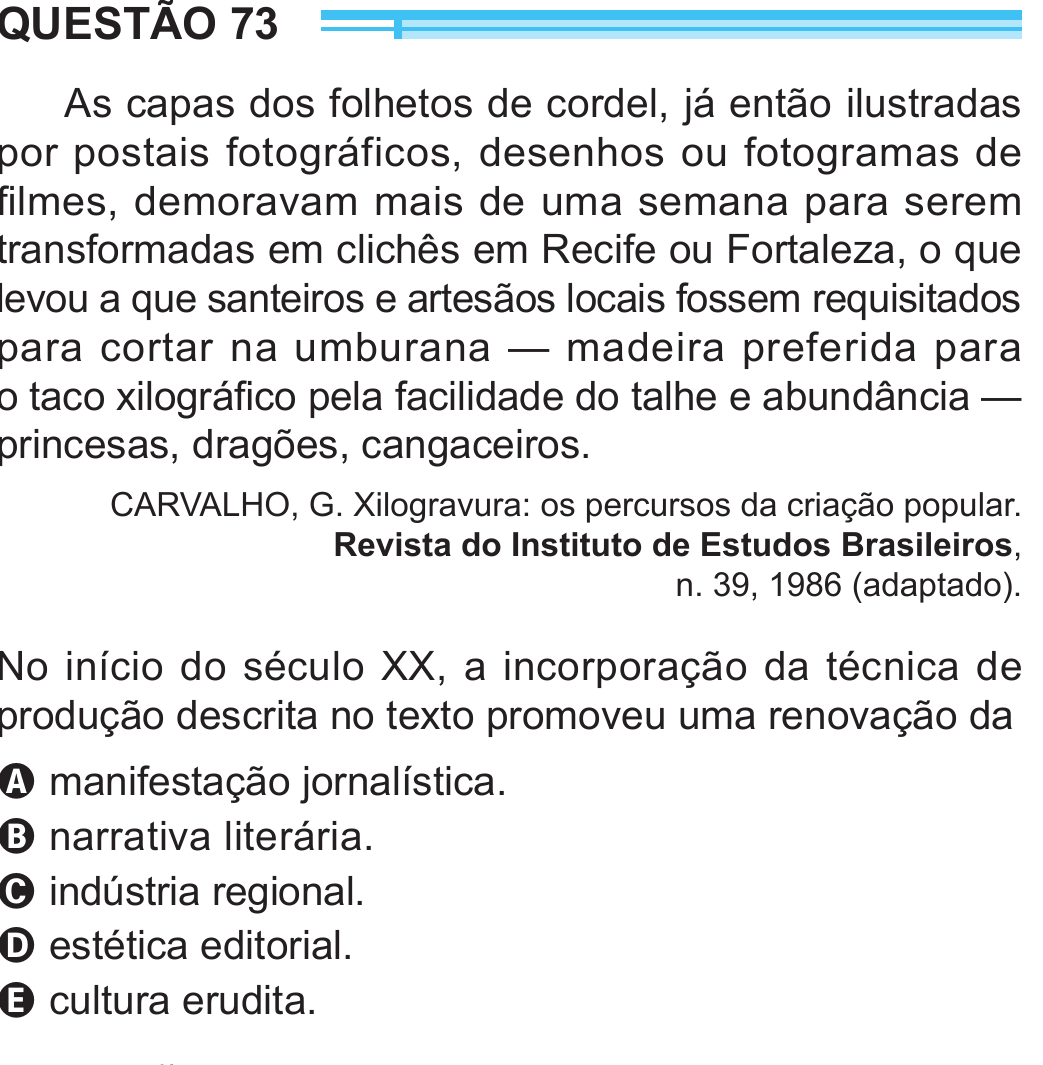 QUESTÃO 73
As capas dos folhetos de cordel, já então ilustradas
por postais fotográficos, desenhos ou fotogramas de
filmes, demoravam mais de uma semana para serem
transformadas em clichês em Recife ou Fortaleza, o que
levou a que santeiros e artesãos locais fossem requisitados
para cortar na umburana — madeira preferida para
o taco xilográfico pela facilidade do talhe e abundância —
princesas, dragões, cangaceiros.
CARVALHO, G. Xilogravura: os percursos da criação popular.
Revista do Instituto de Estudos Brasileiros,
n. 39, 1986 (adaptado).
No início do século XX, a incorporação da técnica de
produção descrita no texto promoveu uma renovação da
A manifestação jornalística.
B narrativa literária.
C indústria regional.
D estética editorial.
E cultura erudita.